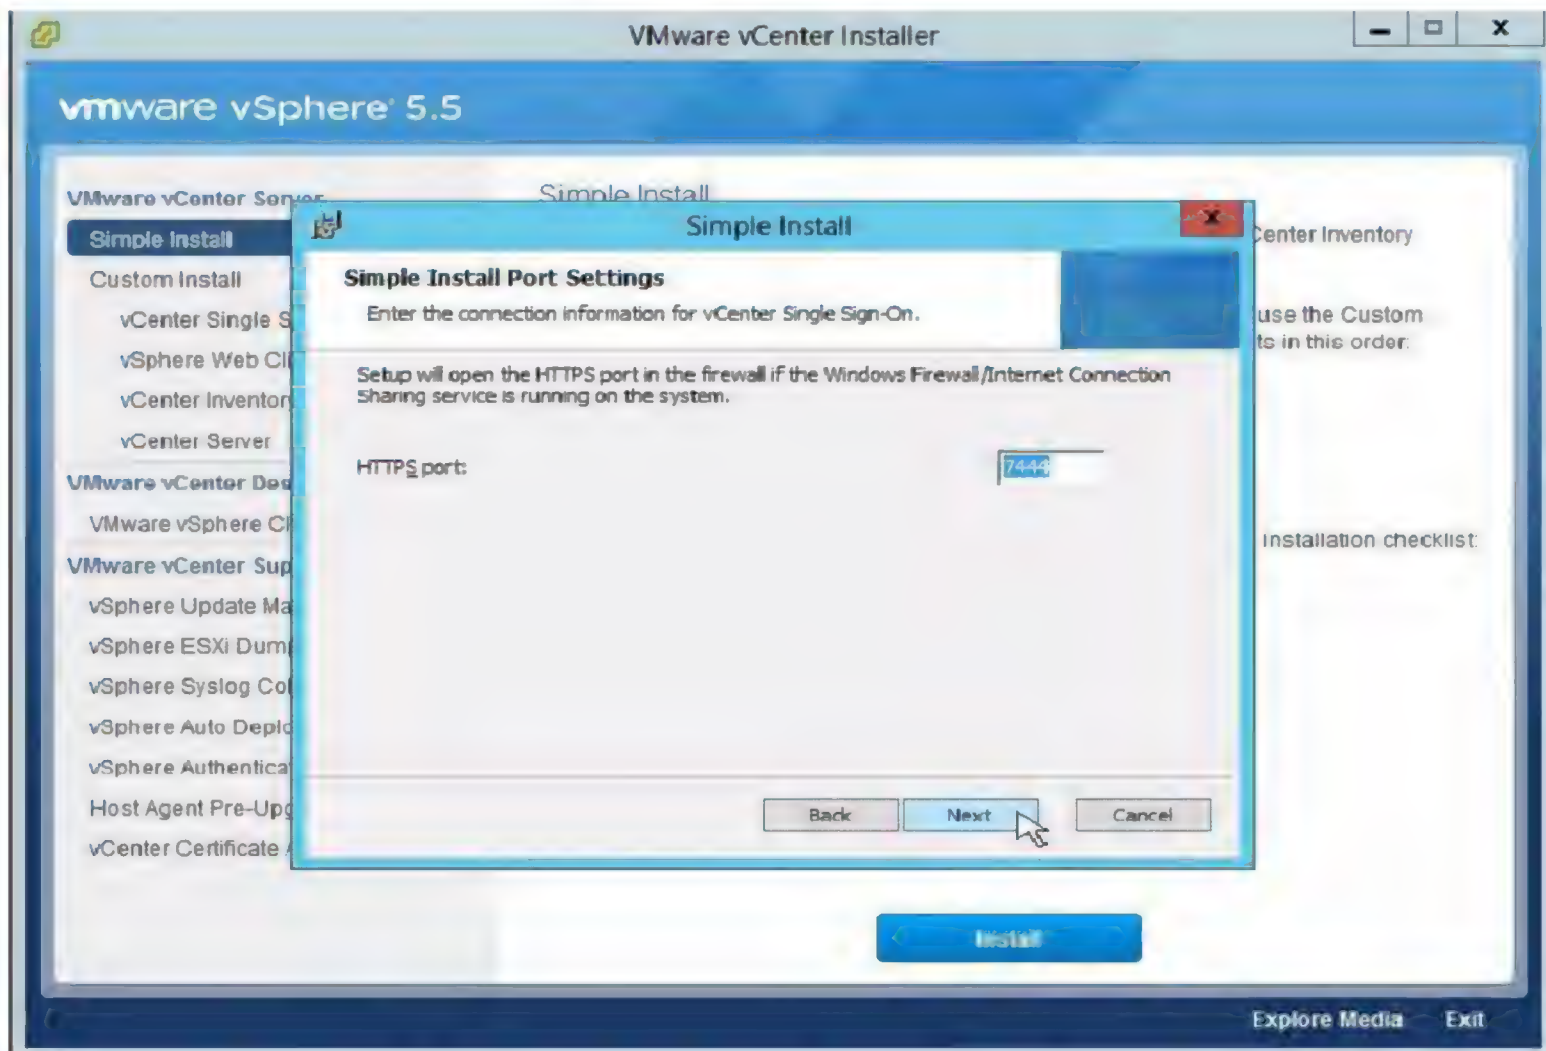 VMware vCenter Installer
vmware vSphere 5.5
VMware vCenter Server
Simple Install
Simple Install
Simple Install
Center Inventory
Custom Install
Simple Install Port Settings
Enter the connection information for vCenter Single Sign-On.
vCenter Single S
use the Custom
ts in this order:
vSphere Web Cli
Setup will open the HTTPS port in the firewall if the Windows Firewall/Internet Connection
Sharing service is running on the system.
vCenter Inventory
vCenter Server
HTTPS port:
7444
VMware vCenter Des
VMware vSphere Cl
installation checklist:
VMware vCenter Sup
vSphere Update Ma
vSphere ESXi Dump
vSphere Syslog Col
vSphere Auto Deplo
vSphere Authenticat
Host Agent Pre-Upg
Back
Next
Cancel
vCenter Certificate A
Install
Explore Media
Exit